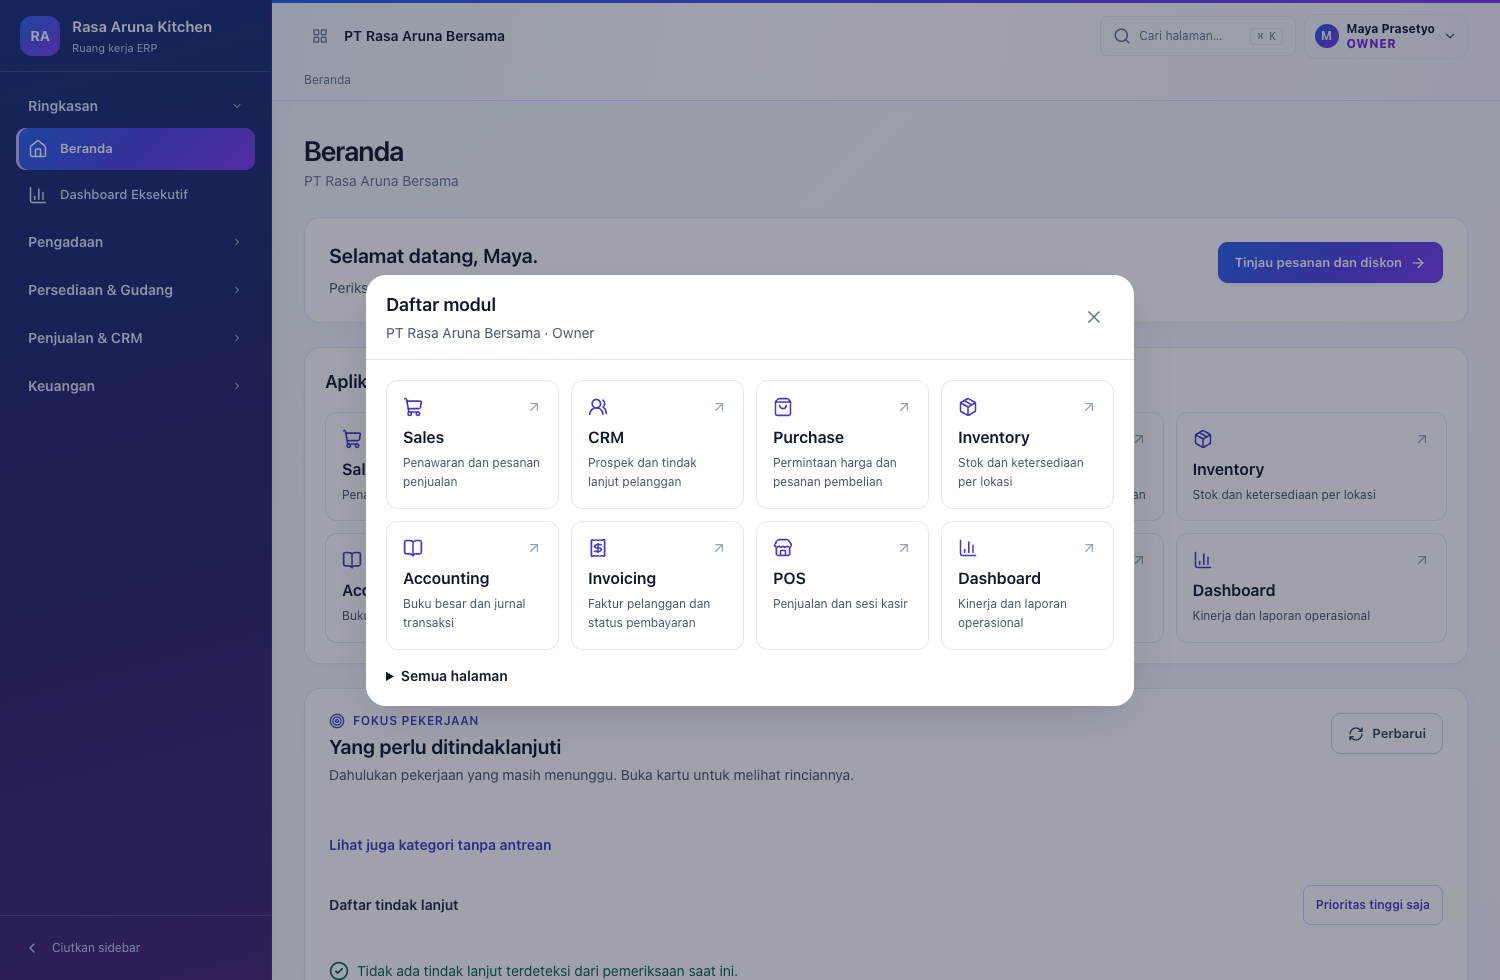 RA
Rasa Aruna Kitchen
Ruang kerja ERP
Ringkasan
Beranda
Dashboard Eksekutif
Pengadaan
Persediaan & Gudang
Penjualan & CRM
Keuangan
Ciutkan sidebar
PT Rasa Aruna Bersama
Cari halaman...
⌘ K
M
Maya Prasetyo
OWNER
Beranda
Beranda
PT Rasa Aruna Bersama
Selamat datang, Maya.
Tinjau pesanan dan diskon
Daftar modul
PT Rasa Aruna Bersama · Owner
Sales
Penawaran dan pesanan
penjualan
CRM
Prospek dan tindak
lanjut pelanggan
Purchase
Permintaan harga dan
pesanan pembelian
Inventory
Stok dan ketersediaan
per lokasi
Accounting
Buku besar dan jurnal
transaksi
Invoicing
Faktur pelanggan dan
status pembayaran
POS
Penjualan dan sesi kasir
Dashboard
Kinerja dan laporan
operasional
Semua halaman
Inventory
Stok dan ketersediaan per lokasi
Dashboard
Kinerja dan laporan operasional
FOKUS PEKERJAAN
Yang perlu ditindaklanjuti
Dahulukan pekerjaan yang masih menunggu. Buka kartu untuk melihat rinciannya.
Perbarui
Lihat juga kategori tanpa antrean
Daftar tindak lanjut
Prioritas tinggi saja
Tidak ada tindak lanjut terdeteksi dari pemeriksaan saat ini.